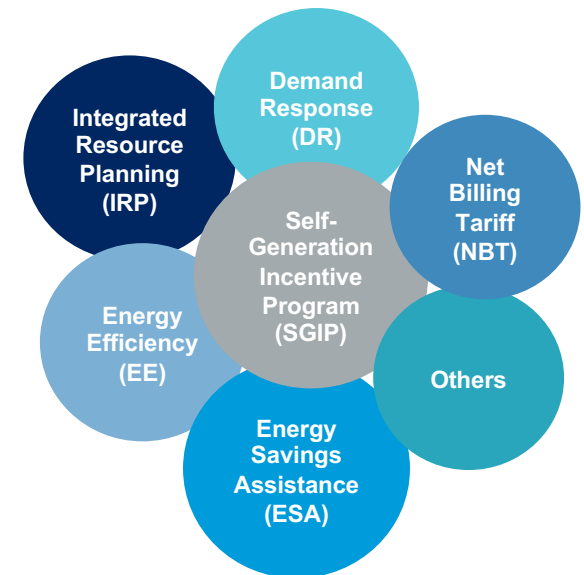 Integrated
Resource
Planning
(IRP)
Demand
Response
(DR)
Net
Billing
Tariff
(NBT)
Self-
Generation
Incentive
Program
(SGIP)
Energy
Efficiency
(EE)
Others
Energy
Savings
Assistance
(ESA)